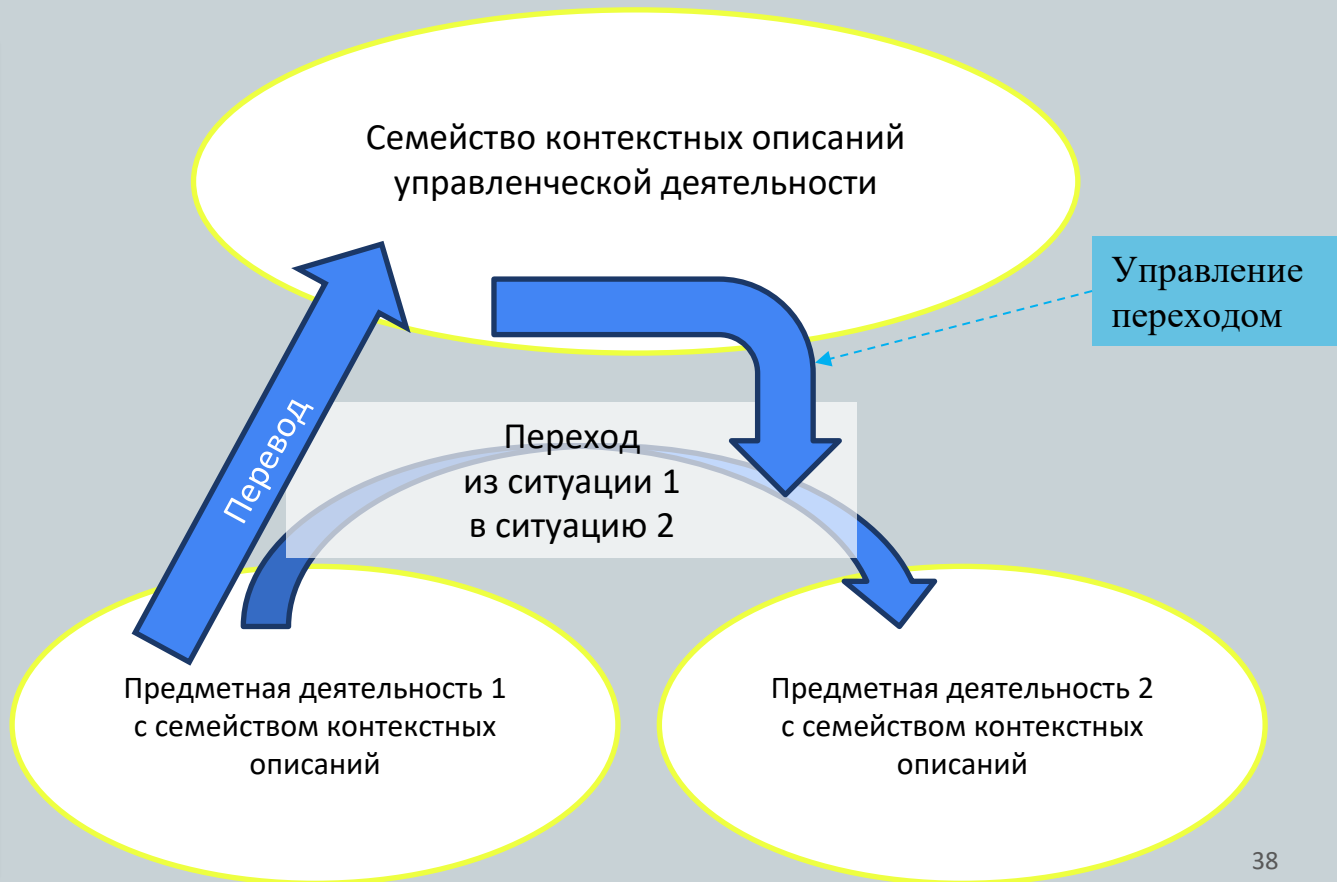 Семейство контекстных описаний
управленческой деятельности
Управление
переходом
Перевод
Переход
из ситуации 1
в ситуацию 2
Предметная деятельность 1
с семейством контекстных
описаний
Предметная деятельность 2
с семейством контекстных
описаний
38